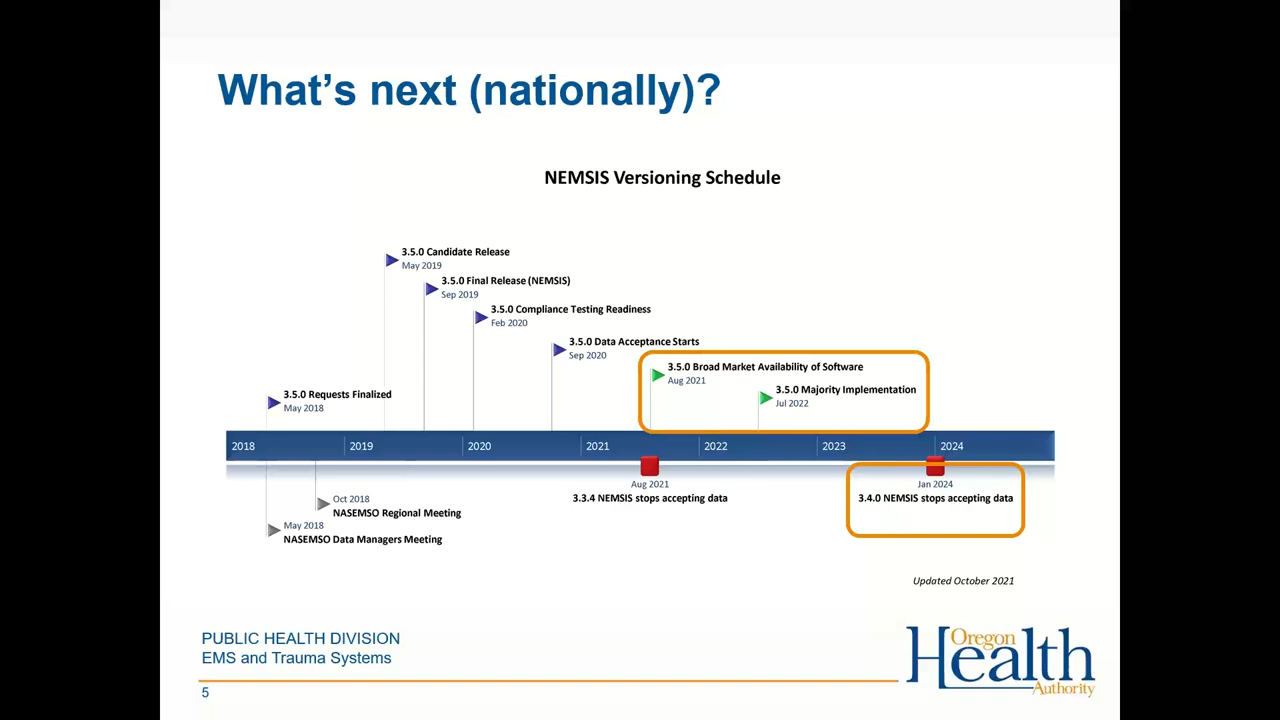 What's next (nationally)?
NEMSIS Versioning Schedule
3.5.0 Candidate Release
May 2019
3.5.0 Final Release (NEMSIS)
Sep 2019
3.5.0 Compliance Testing Readiness
Feb 2020
3.5.0 Data Acceptance Starts
Sep 2020
3.5.0 Broad Market Availability of Software
Aug 2021
3.5.0 Majority Implementation
Jul 2022
3.5.0 Requests Finalized
May 2018
2018 2019 2020 2021 2022 2023 2024
Aug 2021
3.3.4 NEMSIS stops accepting data
Jan 2024
3.4.0 NEMSIS stops accepting data
Oct 2018
NASEMSO Regional Meeting
May 2018
NASEMSO Data Managers Meeting
Updated October 2021
PUBLIC HEALTH DIVISION
EMS and Trauma Systems
5
Oregon
Health
Authority